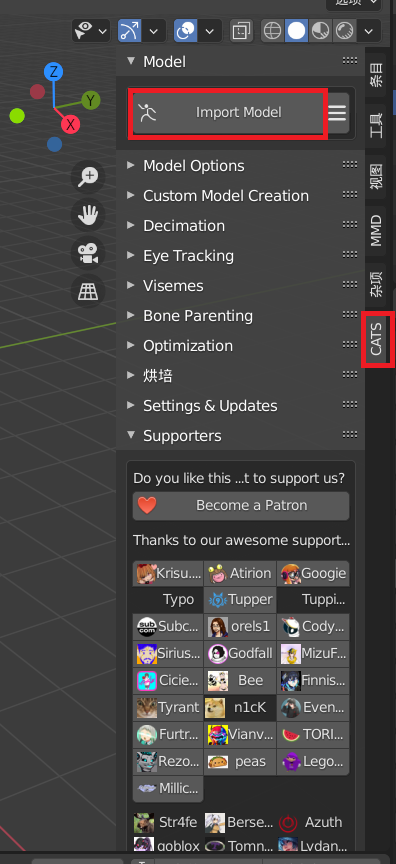 选项
Z
Y
X
Model
Import Model
Model Options
Custom Model Creation
Decimation
Eye Tracking
Visemes
Bone Parenting
Optimization
烘培
Settings & Updates
Supporters
Do you like this ...t to support us?
Become a Patron
Thanks to our awesome support...
Krisu.... Atirion Googie
Typo Tupper Tuppi...
Subc... orels1 Cody...
Sirius... Godfall MizuF...
Cicie... Bee Finnis...
Tyrant n1cK Even...
Furtr... Vianv... TORI...
Rezo... peas Lego...
Millic...
Str4fe Berse... Azuth
goblox Tomn... Lvdan...
条目
工具
视图
MMD
杂项
CATS